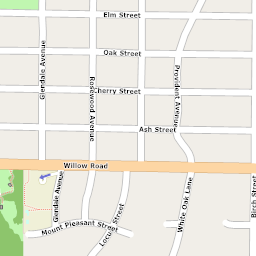 Elm Street
Oak Street
Glendale Avenue
Rosewood Avenue
Cherry Street
Provident Avenue
Ash Street
Willow Road
Glendale Avenue
Mount Pleasant Street
Locust Street
White Oak Lane
Birch Street